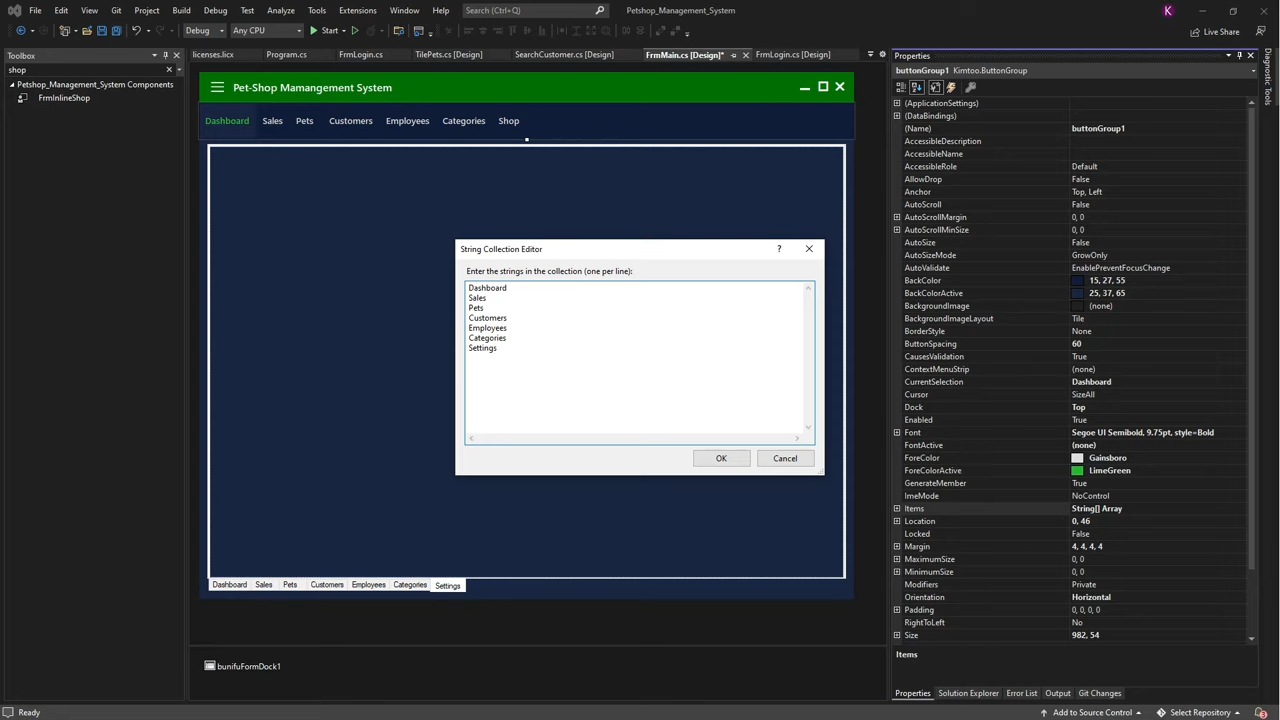 File Edit View Git Project Build Debug Test Analyze Tools Extensions Window Help Search (Ctrl+Q) Petshop_Management_System K
Debug Any CPU Start Live Share
Toolbox
shop
Petshop_Management_System Components
FrmInlineShop
licenses.licx Program.cs FrmLogin.cs TilePets.cs [Design] SearchCustomer.cs [Design] FrmMain.cs [Design]* FrmLogin.cs [Design]
Pet-Shop Mamangement System
Dashboard Sales Pets Customers Employees Categories Shop
String Collection Editor ?
Enter the strings in the collection (one per line):
Dashboard
Sales
Pets
Customers
Employees
Categories
Settings
OK Cancel
Dashboard Sales Pets Customers Employees Categories Settings
bunifuFormDock1
Properties
buttonGroup1 Kimtoo.ButtonGroup
(ApplicationSettings)
(DataBindings)
(Name) buttonGroup1
AccessibleDescription
AccessibleName
AccessibleRole Default
AllowDrop False
Anchor Top, Left
AutoScroll False
AutoScrollMargin 0, 0
AutoScrollMinSize 0, 0
AutoSize False
AutoSizeMode GrowOnly
AutoValidate EnablePreventFocusChange
BackColor 15, 27, 55
BackColorActive 25, 37, 65
BackgroundImage (none)
BackgroundImageLayout Tile
BorderStyle None
ButtonSpacing 60
CausesValidation True
ContextMenuStrip (none)
CurrentSelection Dashboard
Cursor SizeAll
Dock Top
Enabled True
Font Segoe UI Semibold, 9.75pt, style=Bold
FontActive (none)
ForeColor Gainsboro
ForeColorActive LimeGreen
GenerateMember True
ImeMode NoControl
Items String[] Array
Location 0, 46
Locked False
Margin 4, 4, 4, 4
MaximumSize 0, 0
MinimumSize 0, 0
Modifiers Private
Orientation Horizontal
Padding 0, 0, 0, 0
RightToLeft No
Size 982, 54
Items
Properties Solution Explorer Error List Output Git Changes
Diagnostic Tools
Ready Add to Source Control Select Repository 3